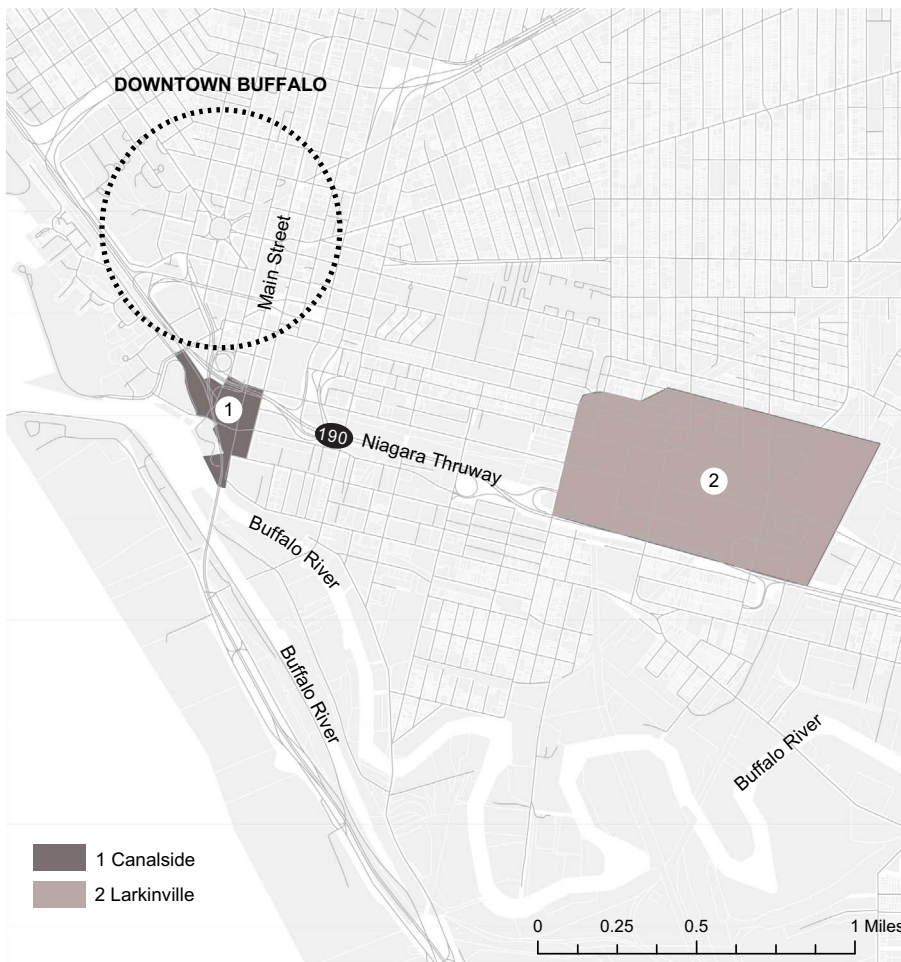 DOWNTOWN BUFFALO
Main Street
1
190
Niagara Thruway
2
Buffalo River
Buffalo River
Buffalo River
1 Canalside
2 Larkinville
0 0.25 0.5 1 Miles